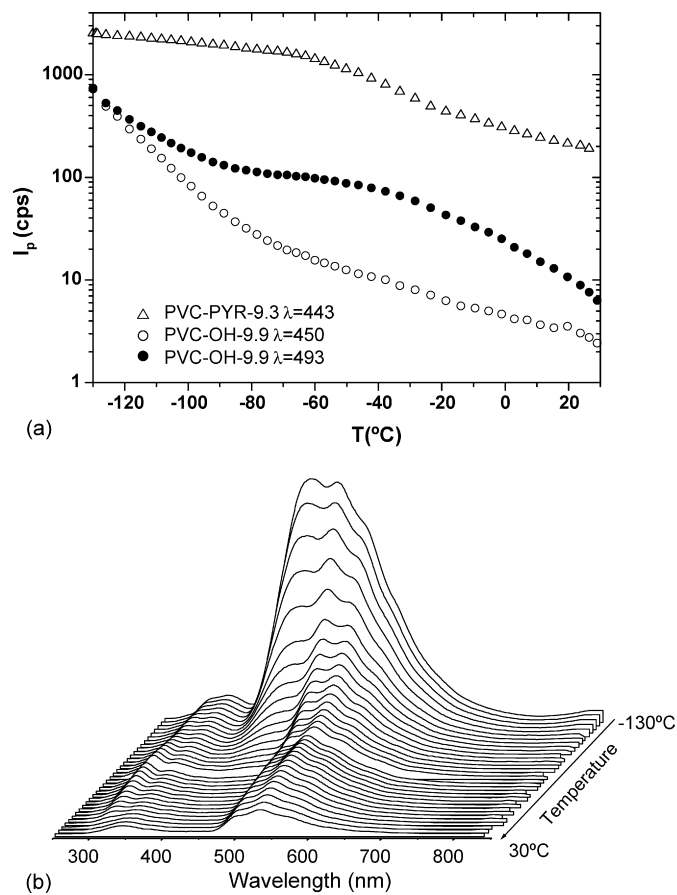 1000
100
10
1
I_p (cps)
△ PVC-PYR-9.3 λ=443
○ PVC-OH-9.9 λ=450
● PVC-OH-9.9 λ=493
-120 -100 -80 -60 -40 -20 0 20
(a)
T(ºC)
-130ºC
Temperature
30ºC
300 400 500 600 700 800
(b)
Wavelength (nm)